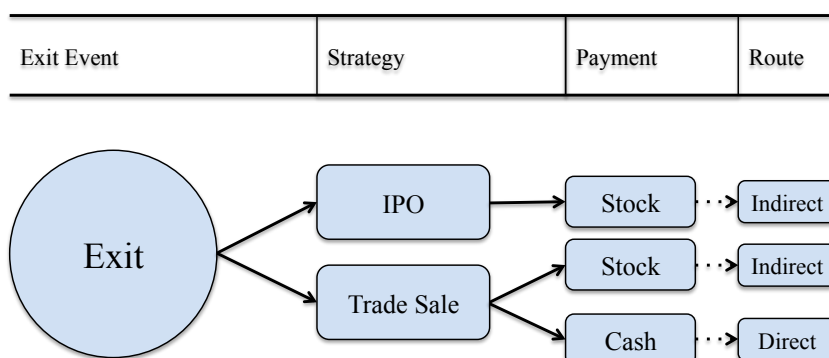 Exit Event Strategy Payment Route
IPO Stock Indirect
Exit
Stock Indirect
Trade Sale
Cash Direct